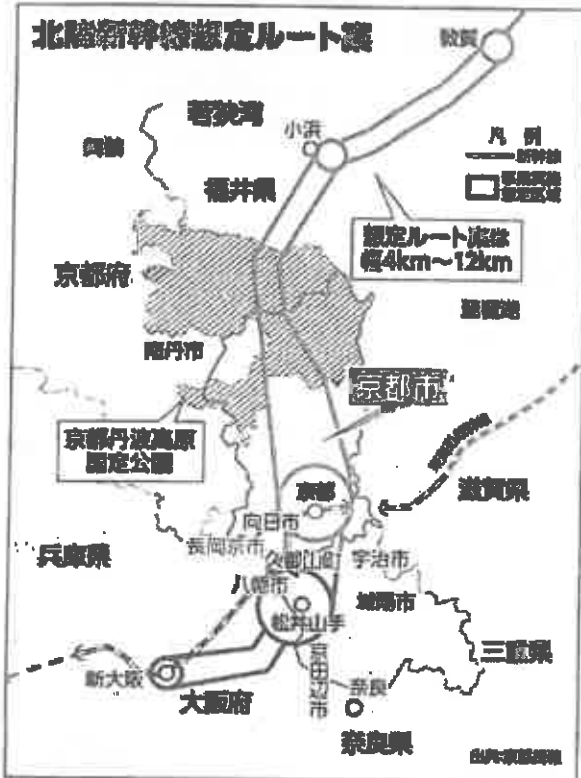 北陸新幹線想定ルート案
敦賀
若狭湾
小浜
舞鶴
凡 例
新幹線
福井県
想定ルート案は
幅4km〜12km
京都府
琵琶湖
南丹市
京都市
京都丹波高原
国定公園
滋賀県
京都
向日市
長岡京市
久御山町
宇治市
兵庫県
八幡市
城陽市
松井山手
三重県
京田辺市
新大阪
奈良
大阪府
奈良県